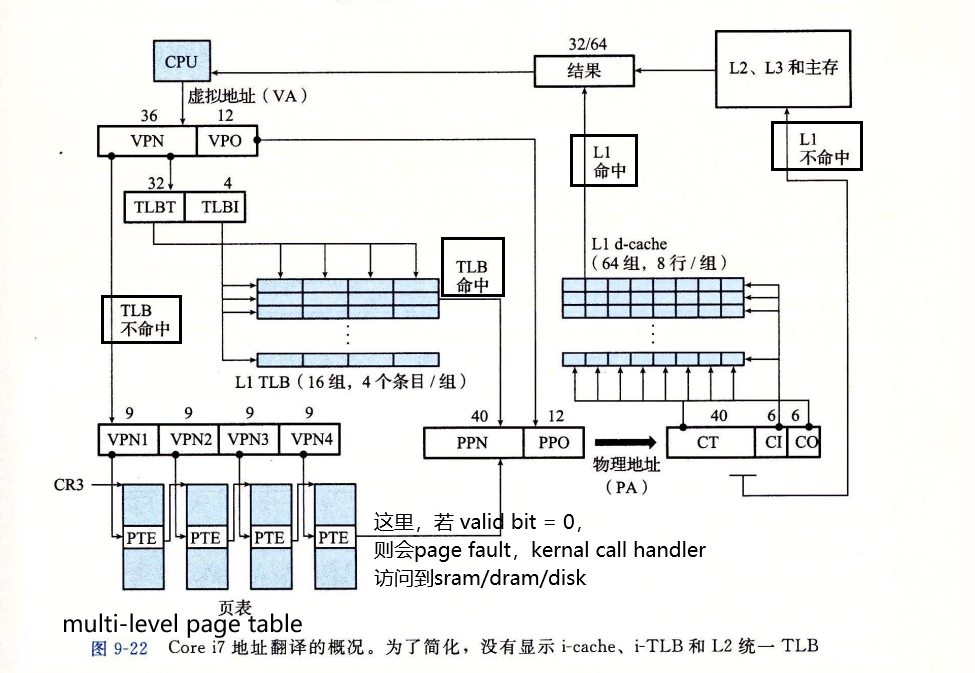 CPU
虚拟地址（VA）
36 12
VPN VPO
32 4
TLBT TLBI
TLB
命中
TLB
不命中
L1 TLB（16 组，4 个条目 / 组）
9 9 9 9
VPN1 VPN2 VPN3 VPN4
CR3
PTE PTE PTE PTE
页表
multi-level page table
32/64
结果
L2、L3 和主存
L1
命中
L1
不命中
L1 d-cache
（64 组，8 行 / 组）
40 12
PPN PPO
物理地址
（PA）
40 6 6
CT CI CO
这里，若 valid bit = 0，
则会page fault，kernal call handler
访问到sram/dram/disk
图 9-22 Core i7 地址翻译的概况。为了简化，没有显示 i-cache、i-TLB 和 L2 统一 TLB